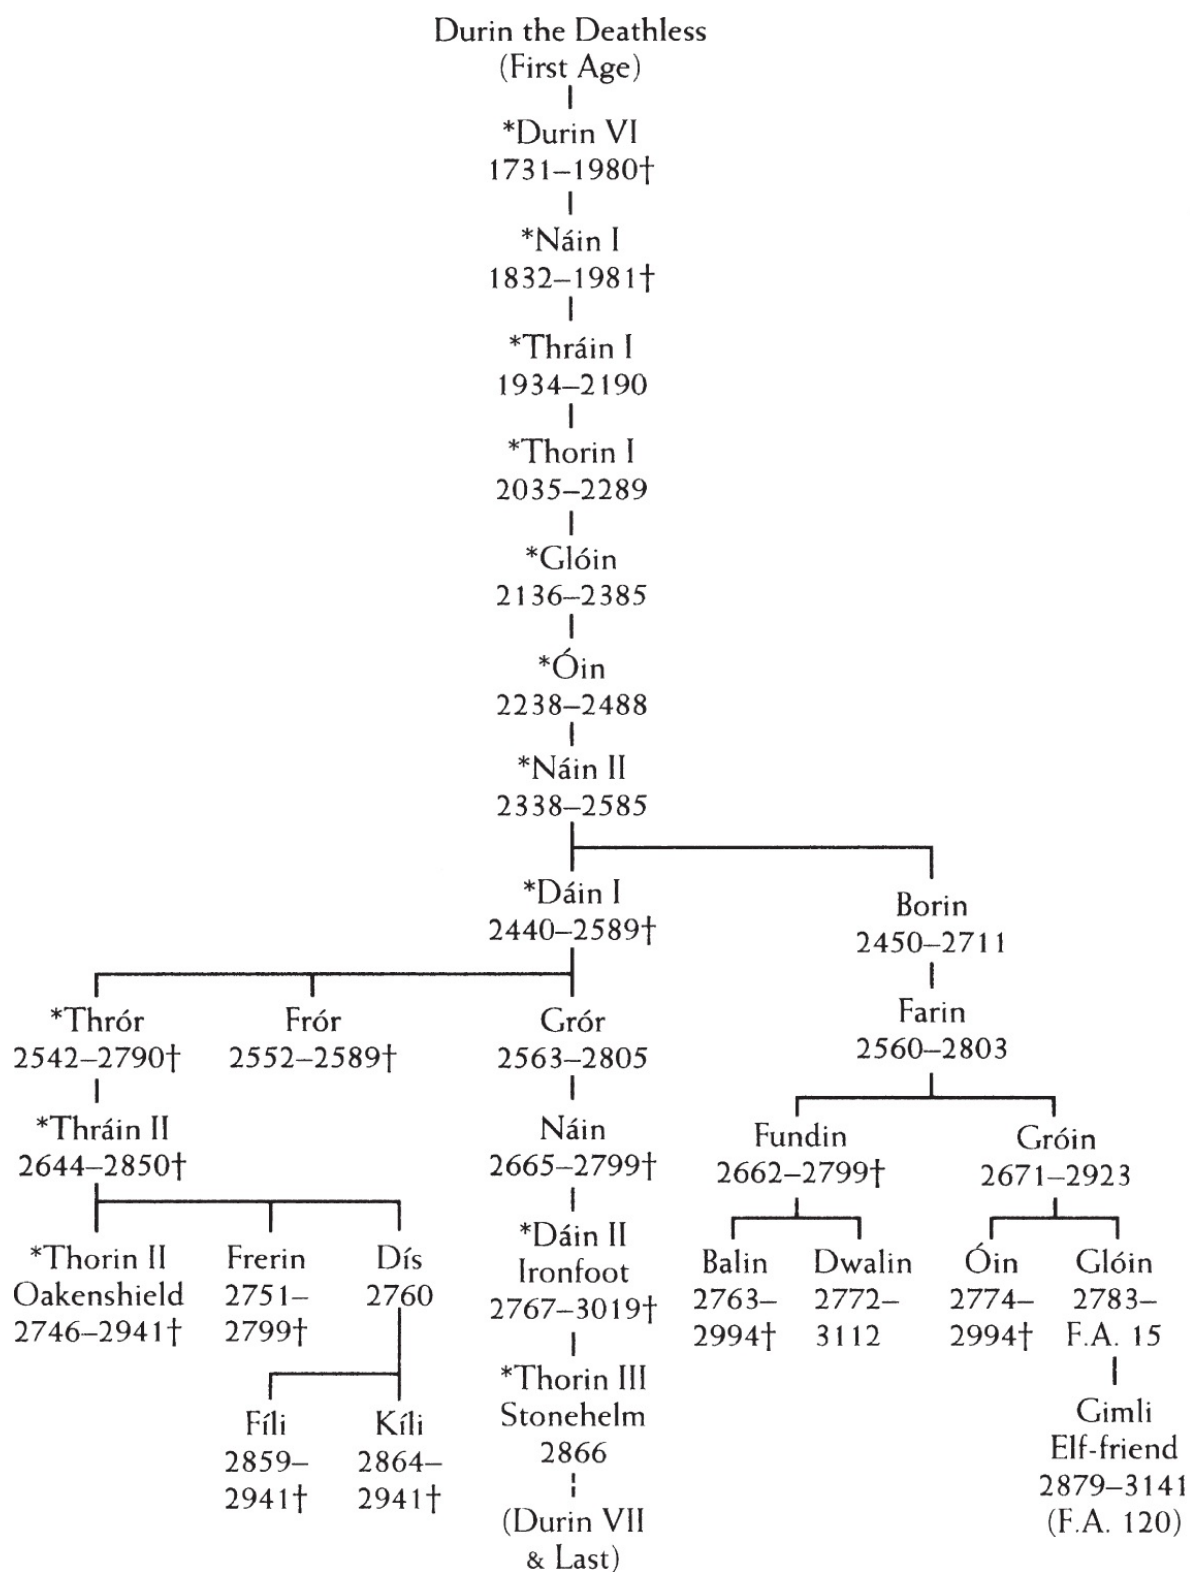 Durin the Deathless
(First Age)
*Durin VI
1731–1980†
*Náin I
1832–1981†
*Thráin I
1934–2190
*Thorin I
2035–2289
*Glóin
2136–2385
*Óin
2238–2488
*Náin II
2338–2585
*Dáin I
2440–2589†
Borin
2450–2711
*Thrór
2542–2790†
Frór
2552–2589†
Grór
2563–2805
Farin
2560–2803
*Thráin II
2644–2850†
Náin
2665–2799†
Fundin
2662–2799†
Gróin
2671–2923
*Thorin II
Oakenshield
2746–2941†
Frerin
2751–
2799†
Dís
2760
*Dáin II
Ironfoot
2767–3019†
Balin
2763–
2994†
Dwalin
2772–
3112
Óin
2774–
2994†
Glóin
2783–
F.A. 15
Fíli
2859–
2941†
Kíli
2864–
2941†
*Thorin III
Stonehelm
2866
Gimli
Elf-friend
2879–3141
(F.A. 120)
(Durin VII
& Last)